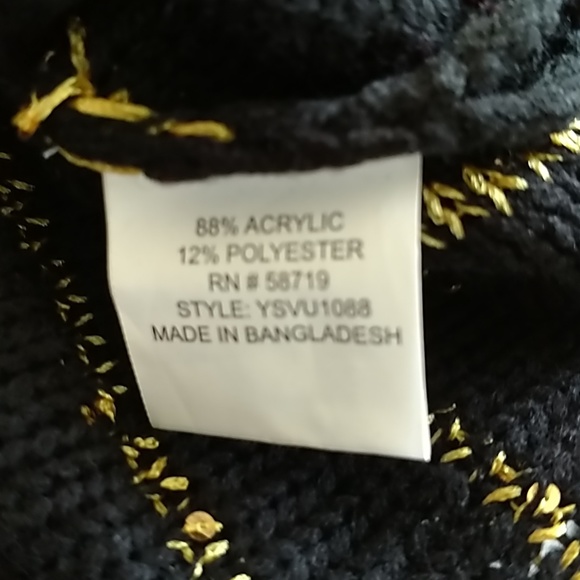 88% ACRYLIC
12% POLYESTER
RN # 58719
STYLE: YSVU1088
MADE IN BANGLADESH